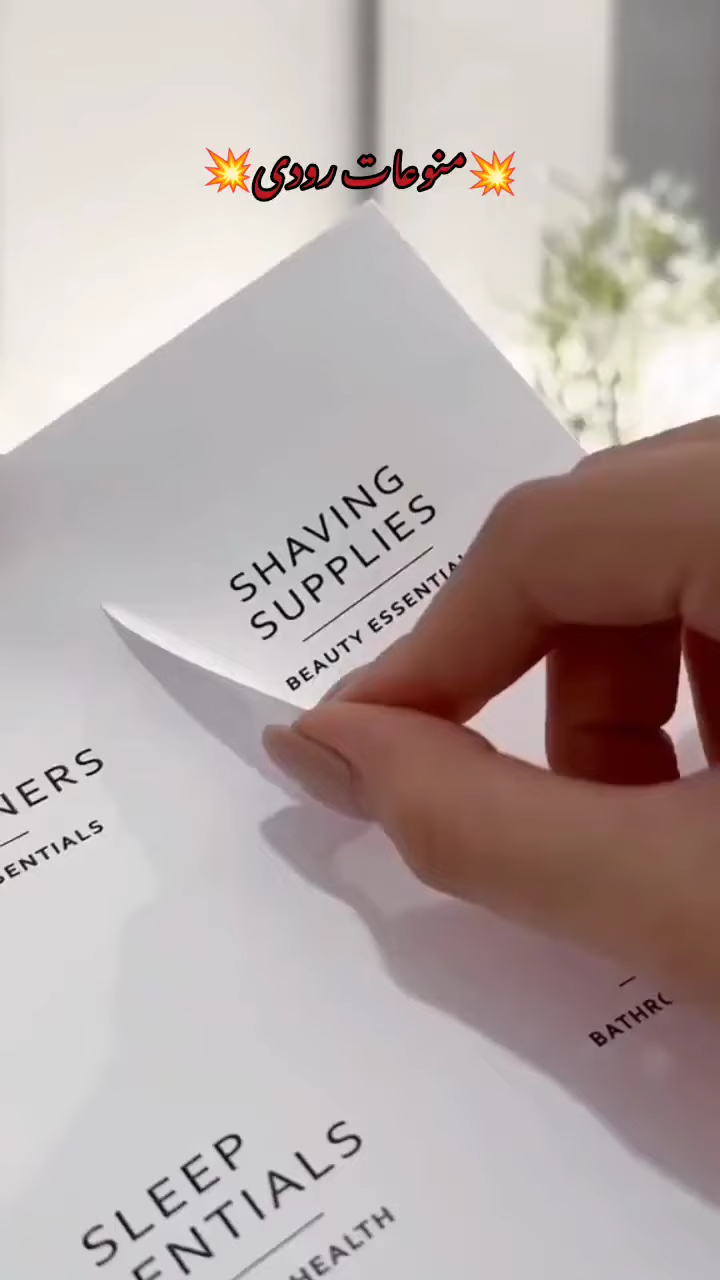 💥منوعات رودي💥
SHAVING
SUPPLIES
BEAUTY ESSENTIAL
NERS
SENTIALS
BATHRO
SLEEP
ENTIALS
HEALTH